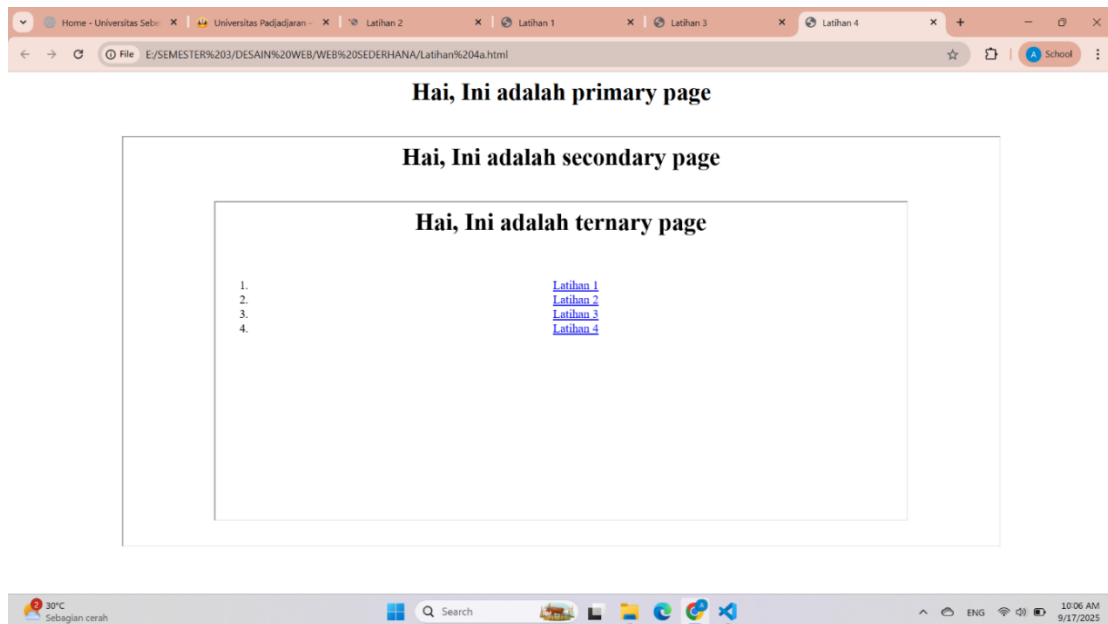 Home - Universitas Sebe
Universitas Padjadjaran -
Latihan 2
Latihan 1
Latihan 3
Latihan 4
File
E:/SEMESTER%203/DESAIN%20WEB/WEB%20SEDERHANA/Latihan%204a.html
A
School
Hai, Ini adalah primary page
Hai, Ini adalah secondary page
Hai, Ini adalah ternary page
1. Latihan 1
2. Latihan 2
3. Latihan 3
4. Latihan 4
2
30°C
Sebagian cerah
Search
ENG
10:06 AM
9/17/2025